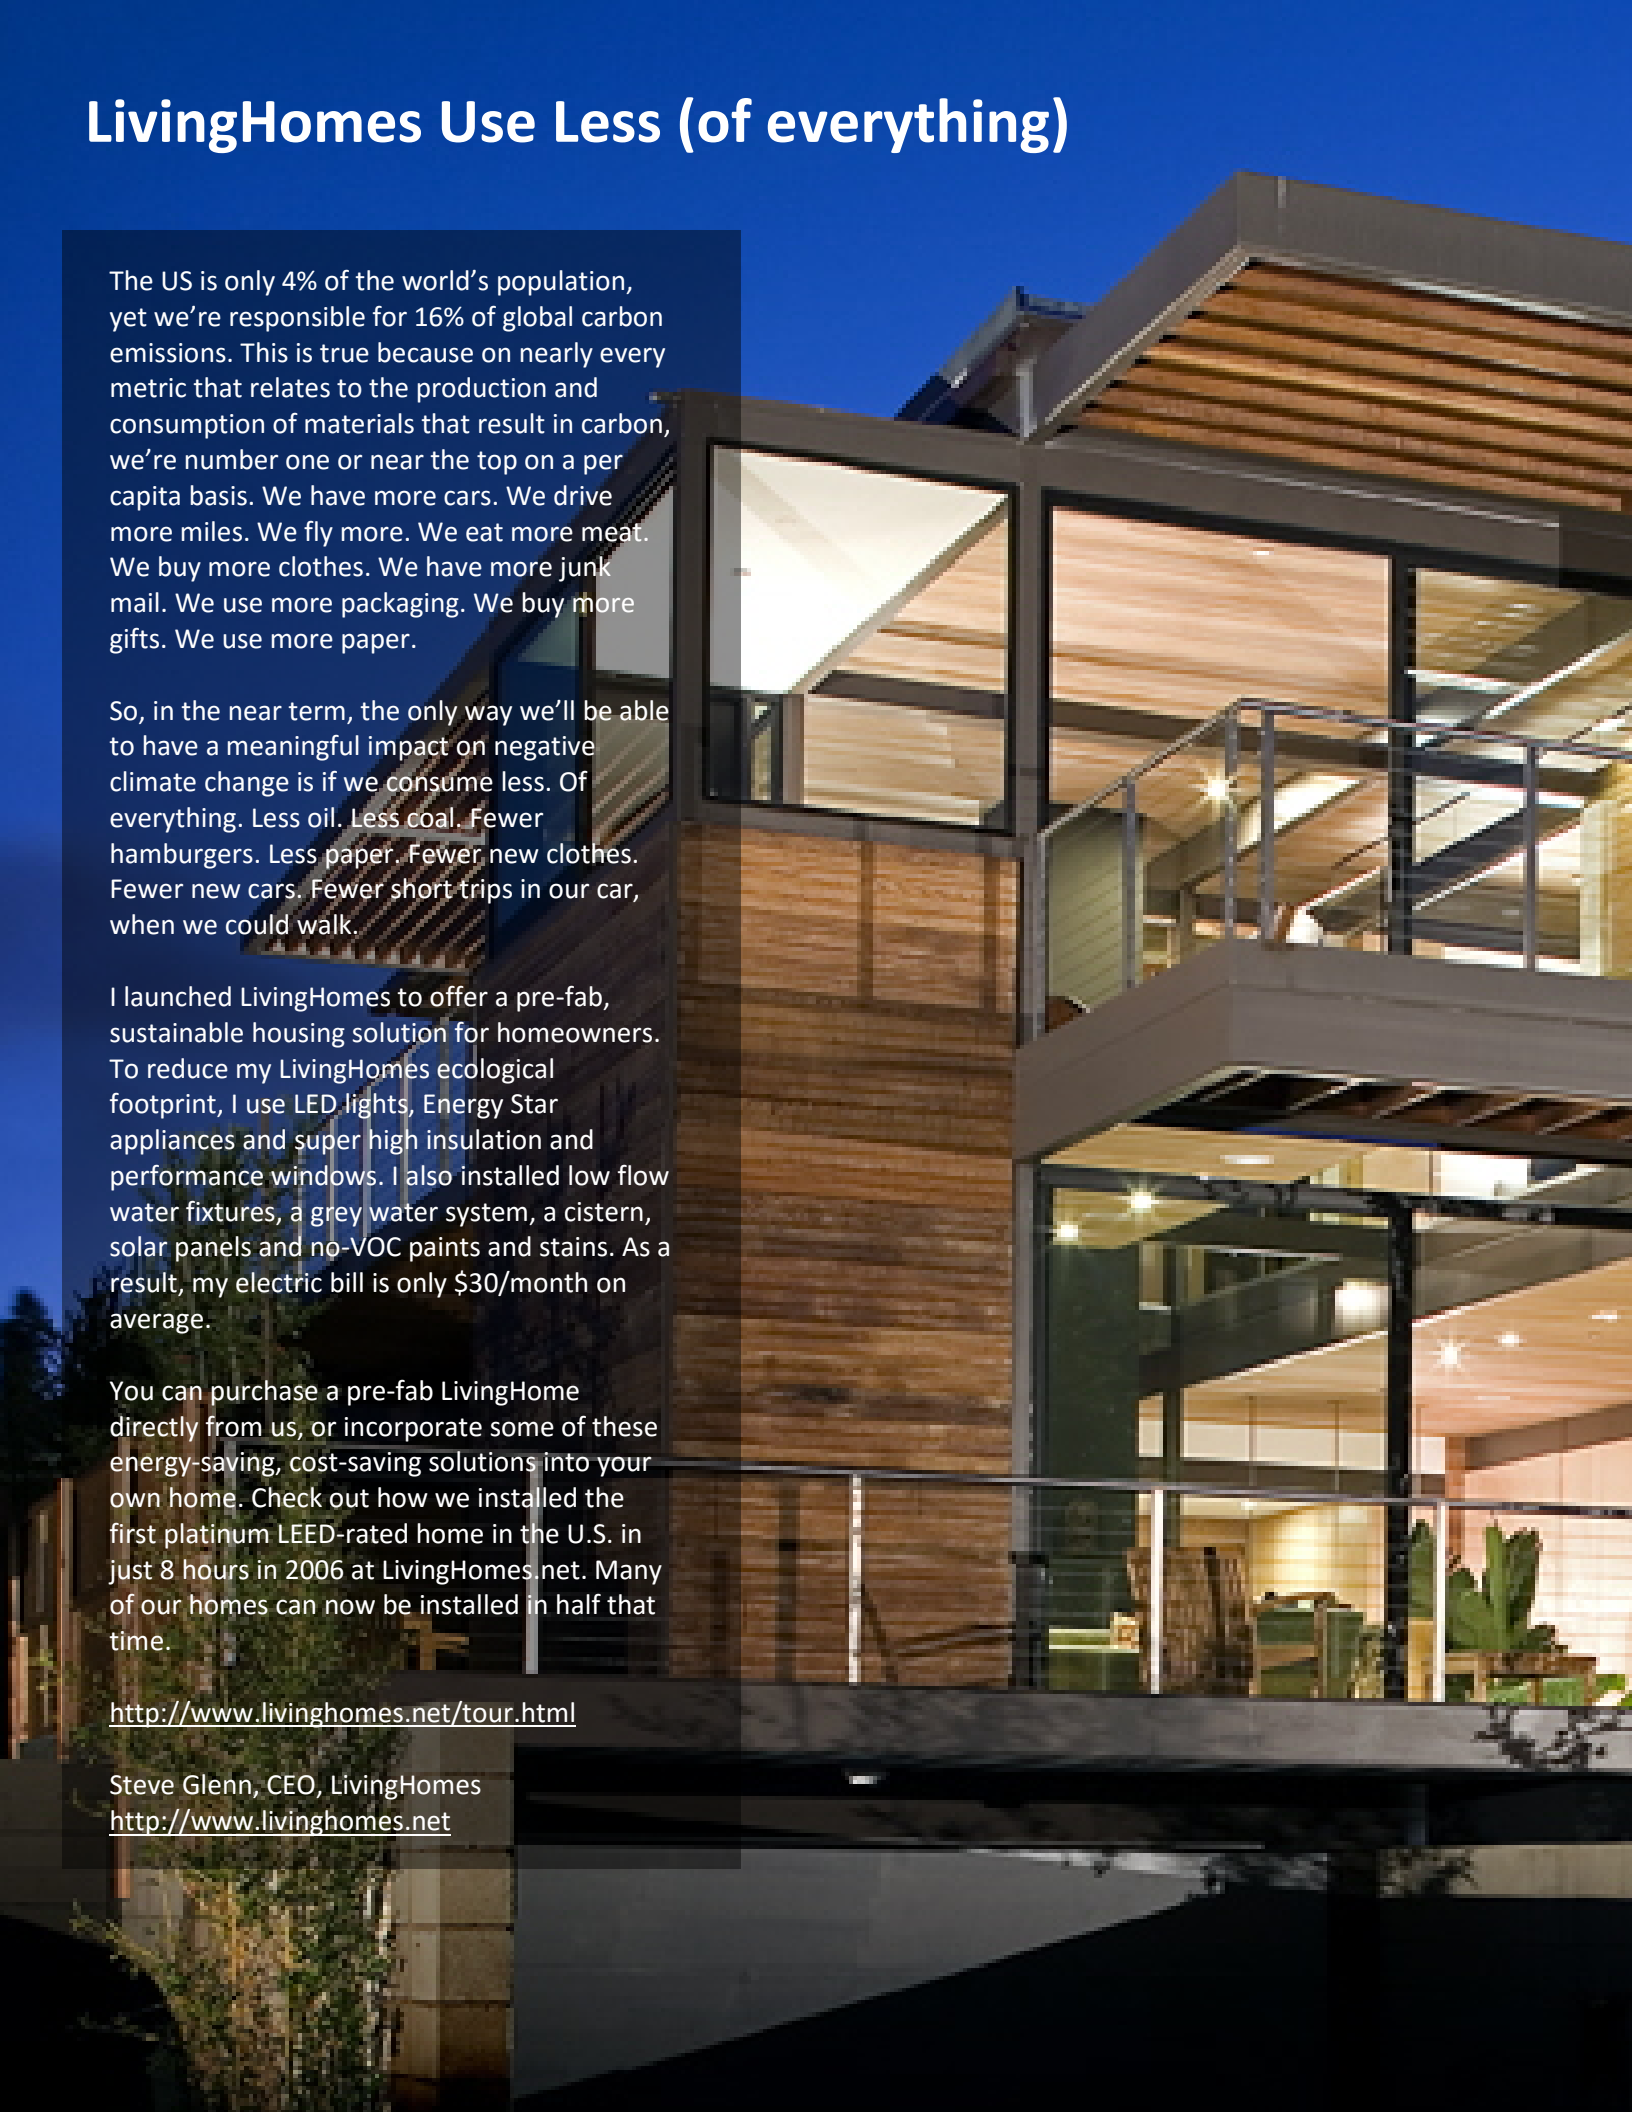 LivingHomes Use Less (of everything)
The US is only 4% of the world’s population,
yet we’re responsible for 16% of global carbon
emissions. This is true because on nearly every
metric that relates to the production and
consumption of materials that result in carbon,
we’re number one or near the top on a per
capita basis. We have more cars. We drive
more miles. We fly more. We eat more meat.
We buy more clothes. We have more junk
mail. We use more packaging. We buy more
gifts. We use more paper.
So, in the near term, the only way we’ll be able
to have a meaningful impact on negative
climate change is if we consume less. Of
everything. Less oil. Less coal. Fewer
hamburgers. Less paper. Fewer new clothes.
Fewer new cars. Fewer short trips in our car,
when we could walk.
I launched LivingHomes to offer a pre-fab,
sustainable housing solution for homeowners.
To reduce my LivingHomes ecological
footprint, I use LED lights, Energy Star
appliances and super high insulation and
performance windows. I also installed low flow
water fixtures, a grey water system, a cistern,
solar panels and no-VOC paints and stains. As a
result, my electric bill is only $30/month on
average.
You can purchase a pre-fab LivingHome
directly from us, or incorporate some of these
energy-saving, cost-saving solutions into your
own home. Check out how we installed the
first platinum LEED-rated home in the U.S. in
just 8 hours in 2006 at LivingHomes.net. Many
of our homes can now be installed in half that
time.
http://www.livinghomes.net/tour.html
Steve Glenn, CEO, LivingHomes
http://www.livinghomes.net